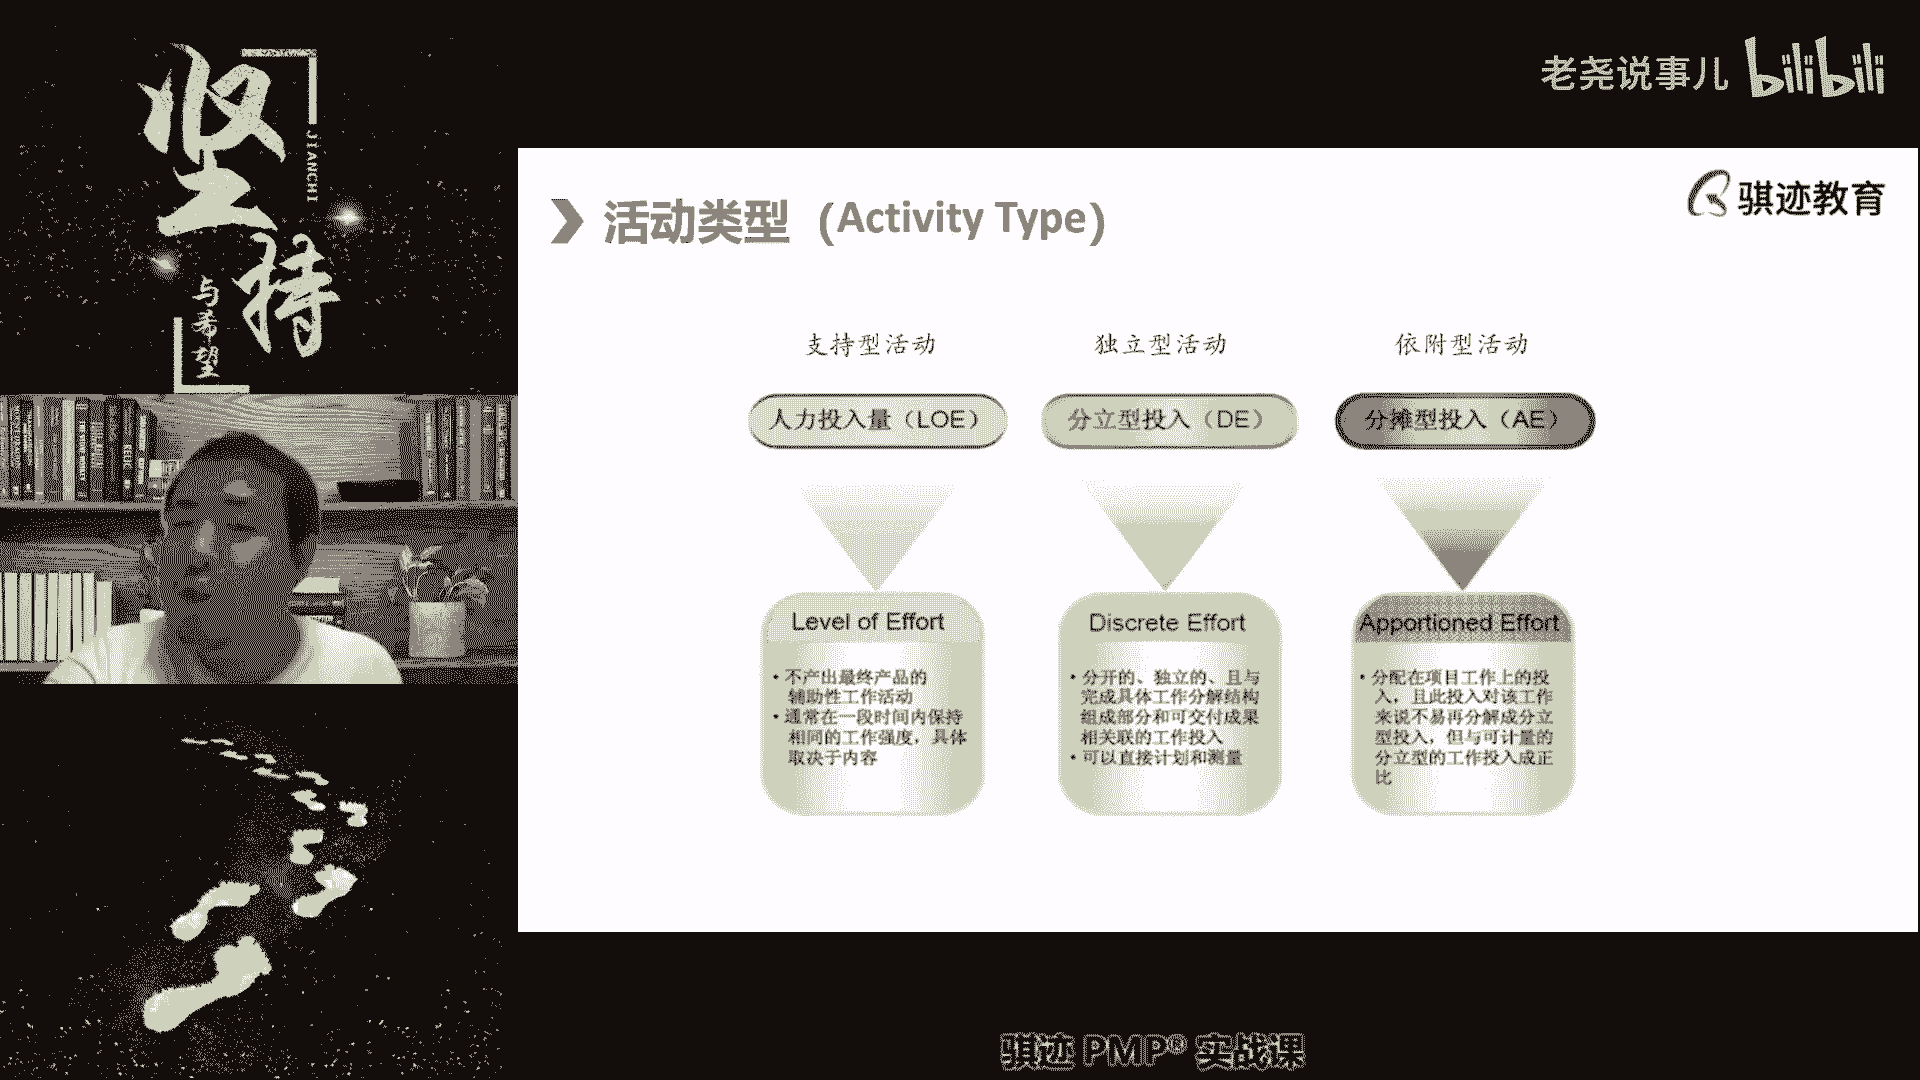 坚持
JIANCHI
与希望
老尧说事儿 bilibili
骐迹教育
活动类型（Activity Type）
支持型活动
独立型活动
依附型活动
人力投入量（LOE）
分立型投入（DE）
分摊型投入（AE）
Level of Effort
• 不产出最终产品的
辅助性工作活动
• 通常在一段时间内保持
相同的工作强度，具体
取决于内容
Discrete Effort
• 分开的、独立的、且与
完成具体工作分解结构
组成部分和可交付成果
相关联的工作投入
• 可以直接计划和测量
Apportioned Effort
• 分配在项目工作上的投
入，且此投入对该工作
来说不易再分解成分立
型投入，但与可计量的
分立型的工作投入成正
比
骐迹 PMP® 实战课